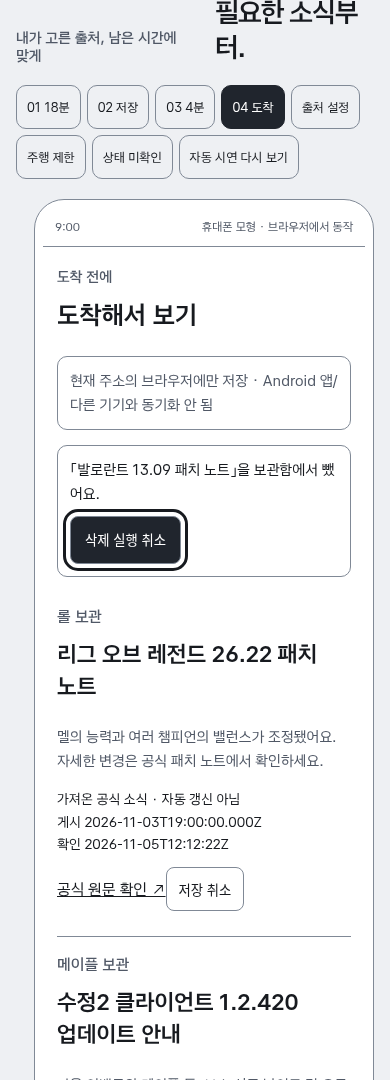 필요한 소식부
터.
내가 고른 출처, 남은 시간에
맞게
01 18분
02 저장
03 4분
04 도착
출처 설정
주행 제한
상태 미확인
자동 시연 다시 보기
9:00
휴대폰 모형 · 브라우저에서 동작
도착 전에
도착해서 보기
현재 주소의 브라우저에만 저장 · Android 앱/
다른 기기와 동기화 안 됨
「발로란트 13.09 패치 노트」을 보관함에서 뺐
어요.
삭제 실행 취소
롤 보관
리그 오브 레전드 26.22 패치
노트
멜의 능력과 여러 챔피언의 밸런스가 조정됐어요.
자세한 변경은 공식 패치 노트에서 확인하세요.
가져온 공식 소식 · 자동 갱신 아님
게시 2026-11-03T19:00:00.000Z
확인 2026-11-05T12:12:22Z
공식 원문 확인 ↗
저장 취소
메이플 보관
수정2 클라이언트 1.2.420
업데이트 안내